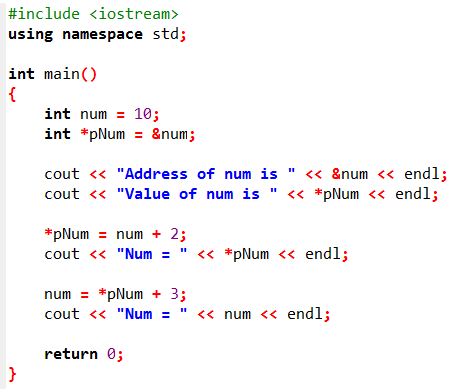 #include <iostream>
using namespace std;

int main()
{
    int num = 10;
    int *pNum = &num;

    cout << "Address of num is " << &num << endl;
    cout << "Value of num is " << *pNum << endl;

    *pNum = num + 2;
    cout << "Num = " << *pNum << endl;

    num = *pNum + 3;
    cout << "Num = " << num << endl;

    return 0;
}